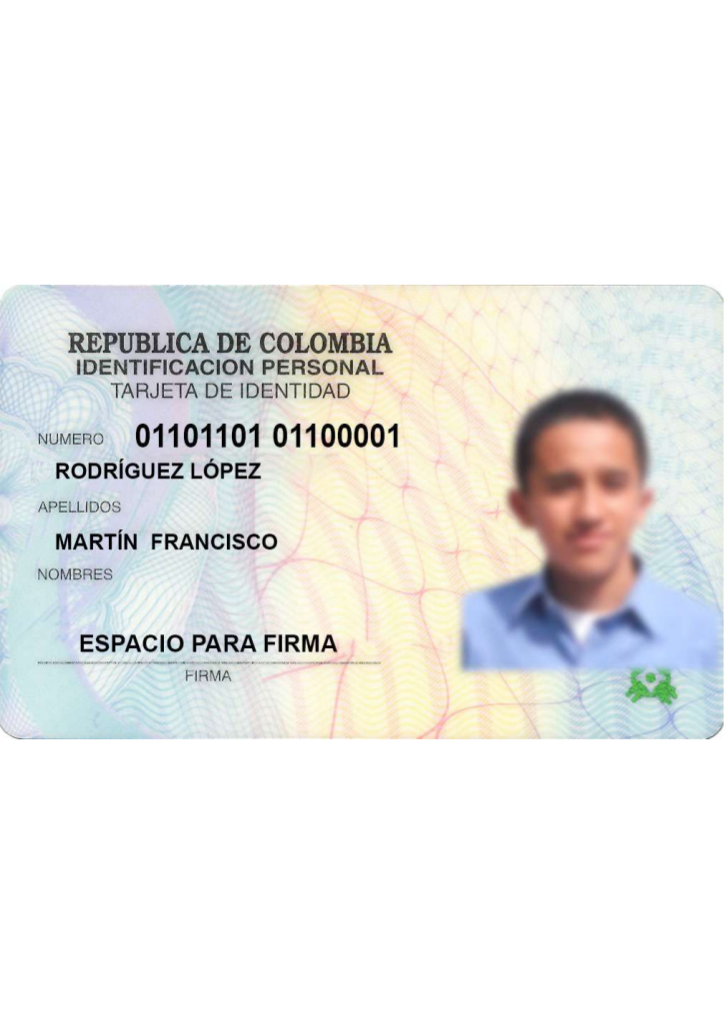 REPUBLICA DE COLOMBIA
IDENTIFICACION PERSONAL
TARJETA DE IDENTIDAD
NUMERO 01101101 01100001
RODRÍGUEZ LÓPEZ
APELLIDOS
MARTÍN FRANCISCO
NOMBRES
ESPACIO PARA FIRMA
FIRMA